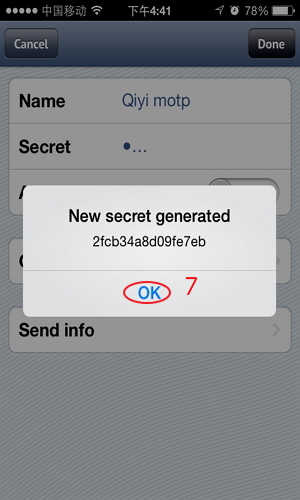 中国移动 下午4:41 78%
Cancel Done
Name Qiyi motp
Secret •...
A
New secret generated
2fcb34a8d09fe7eb
OK 7
Send info